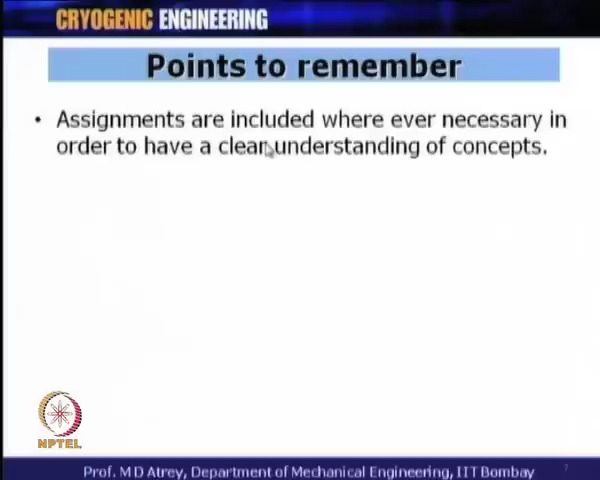 CRYOGENIC ENGINEERING
Points to remember
• Assignments are included where ever necessary in
order to have a clear understanding of concepts.
NPTEL
Prof. M D Atrey, Department of Mechanical Engineering, IIT Bombay
7